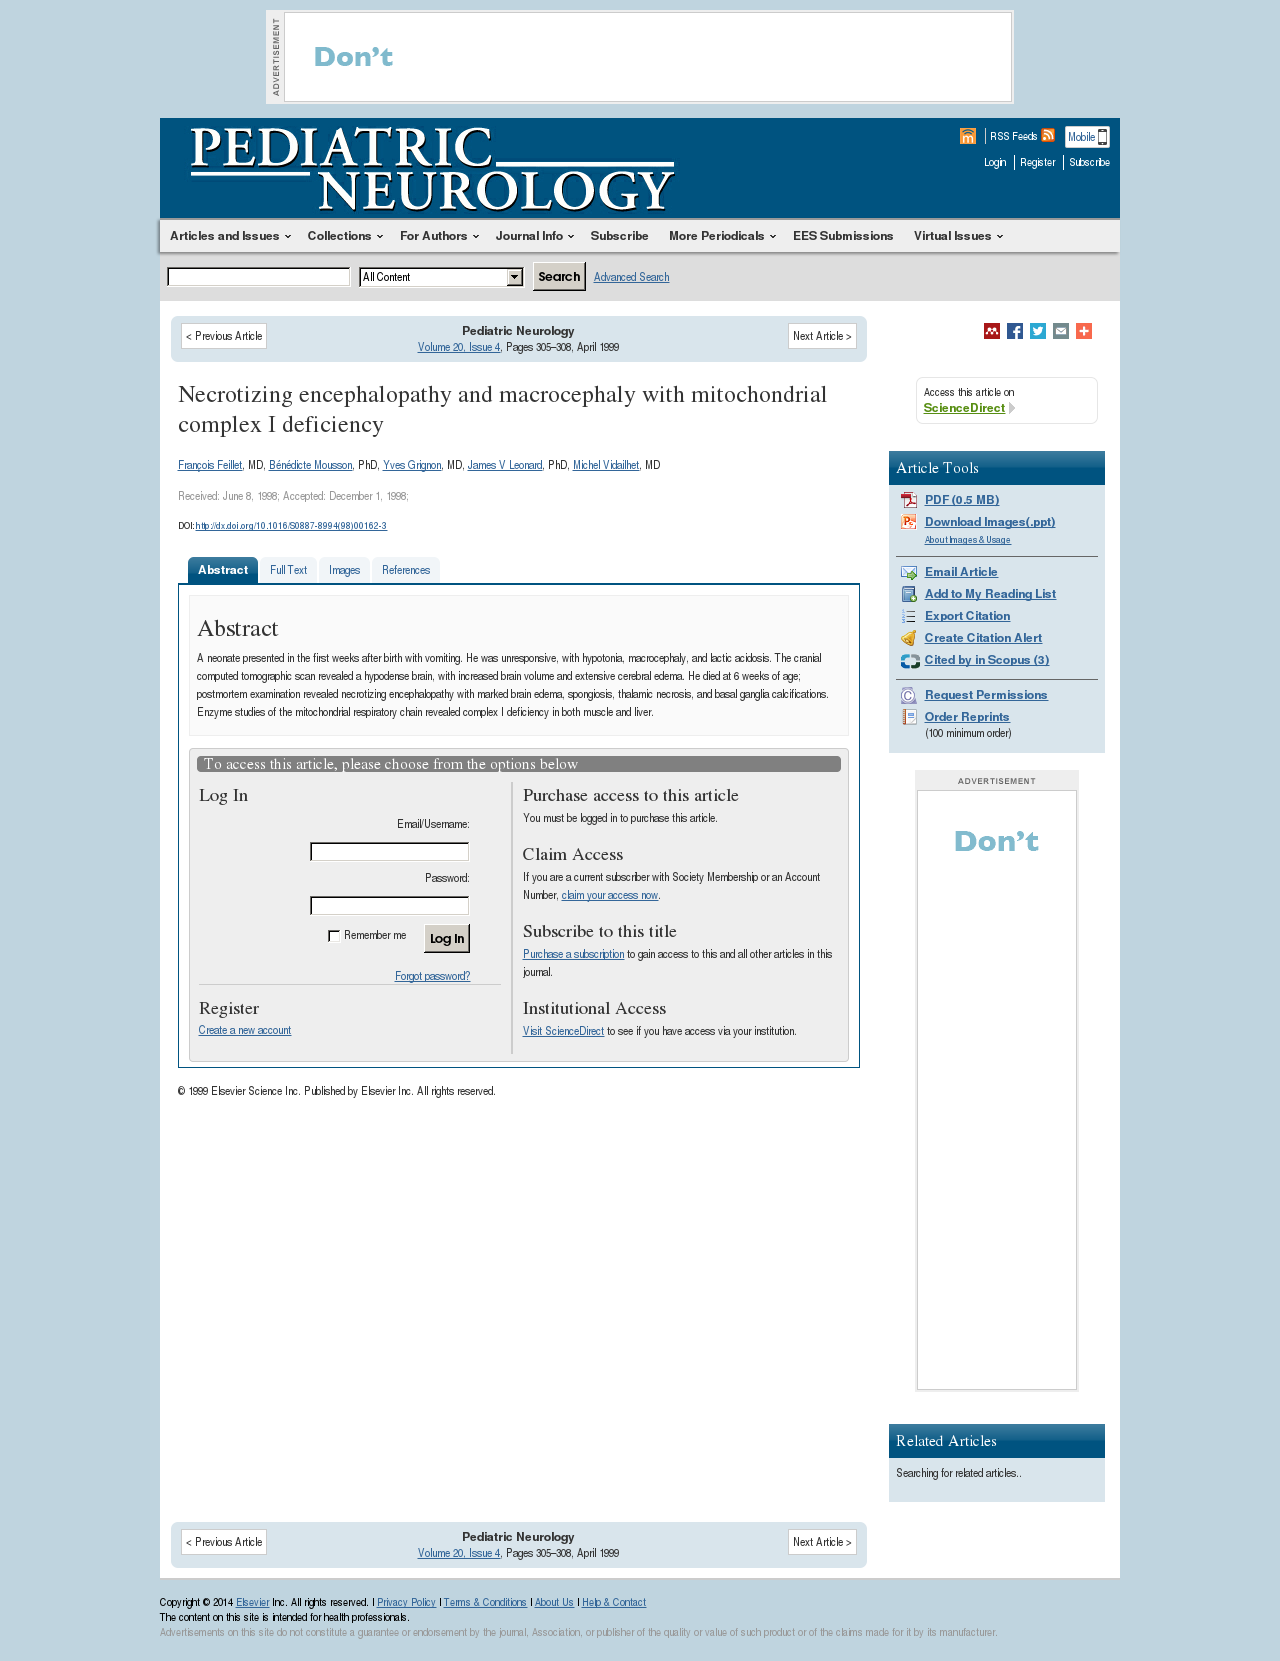 ADVERTISEMENT
Don't
PEDIATRIC
NEUROLOGY
RSS Feeds
Mobile
Login Register Subscribe
Articles and Issues Collections For Authors Journal Info Subscribe More Periodicals EES Submissions Virtual Issues
All Content Search Advanced Search
< Previous Article
Pediatric Neurology
Volume 20, Issue 4, Pages 305–308, April 1999
Next Article >
Necrotizing encephalopathy and macrocephaly with mitochondrial
complex I deficiency
François Feillet, MD, Bénédicte Mousson, PhD, Yves Grignon, MD, James V Leonard, PhD, Michel Vidailhet, MD
Received: June 8, 1998; Accepted: December 1, 1998;
DOI: http://dx.doi.org/10.1016/S0887-8994(98)00162-3
Abstract Full Text Images References
Abstract
A neonate presented in the first weeks after birth with vomiting. He was unresponsive, with hypotonia, macrocephaly, and lactic acidosis. The cranial
computed tomographic scan revealed a hypodense brain, with increased brain volume and extensive cerebral edema. He died at 6 weeks of age;
postmortem examination revealed necrotizing encephalopathy with marked brain edema, spongiosis, thalamic necrosis, and basal ganglia calcifications.
Enzyme studies of the mitochondrial respiratory chain revealed complex I deficiency in both muscle and liver.
To access this article, please choose from the options below
Log In
Email/Username:
Password:
Remember me Log In
Forgot password?
Register
Create a new account
Purchase access to this article
You must be logged in to purchase this article.
Claim Access
If you are a current subscriber with Society Membership or an Account
Number, claim your access now.
Subscribe to this title
Purchase a subscription to gain access to this and all other articles in this
journal.
Institutional Access
Visit ScienceDirect to see if you have access via your institution.
© 1999 Elsevier Science Inc. Published by Elsevier Inc. All rights reserved.
Access this article on
ScienceDirect
Article Tools
PDF (0.5 MB)
Download Images(.ppt)
About Images & Usage
Email Article
Add to My Reading List
Export Citation
Create Citation Alert
Cited by in Scopus (3)
Request Permissions
Order Reprints
(100 minimum order)
ADVERTISEMENT
Don't
Related Articles
Searching for related articles..
< Previous Article
Pediatric Neurology
Volume 20, Issue 4, Pages 305–308, April 1999
Next Article >
Copyright © 2014 Elsevier Inc. All rights reserved. | Privacy Policy | Terms & Conditions | About Us | Help & Contact
The content on this site is intended for health professionals.
Advertisements on this site do not constitute a guarantee or endorsement by the journal, Association, or publisher of the quality or value of such product or of the claims made for it by its manufacturer.